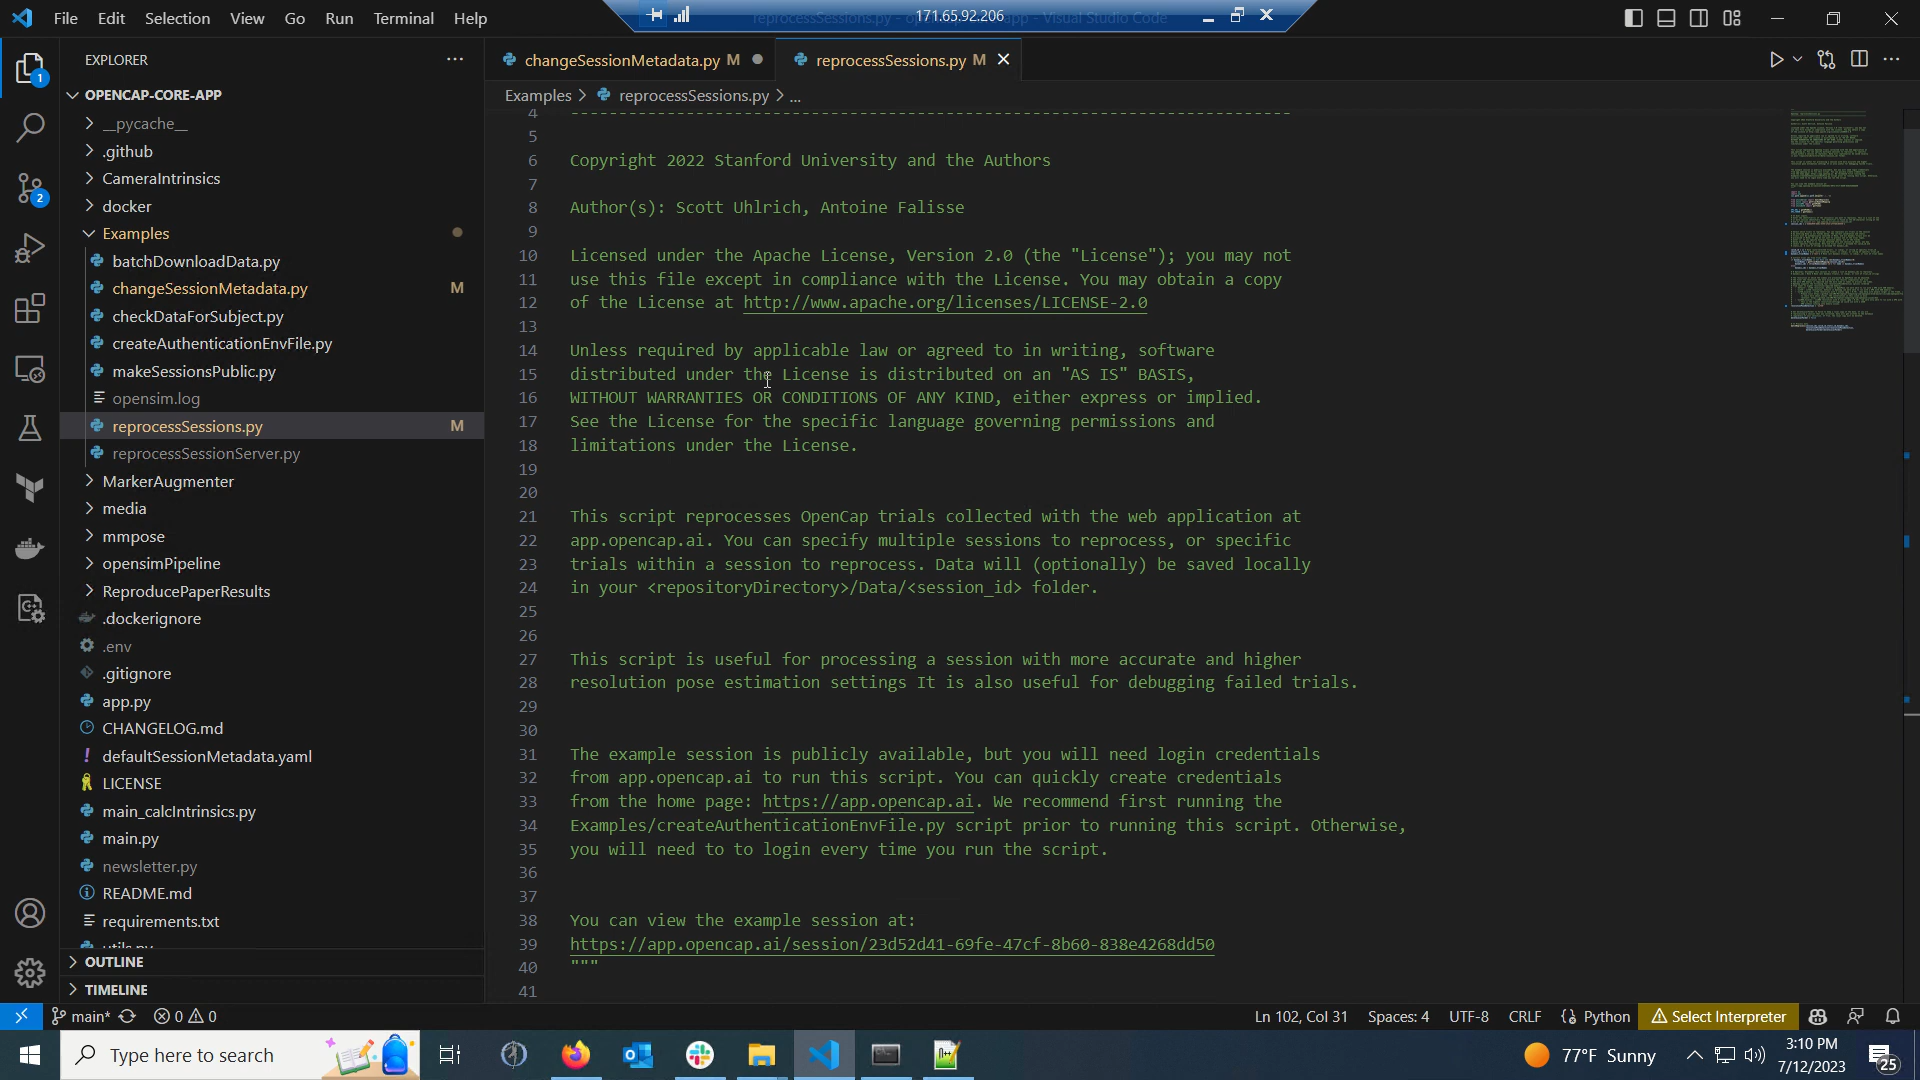 File Edit Selection View Go Run Terminal Help
171.65.92.206
EXPLORER
OPENCAP-CORE-APP
__pycache__
.github
CameraIntrinsics
docker
Examples
batchDownloadData.py
changeSessionMetadata.py M
checkDataForSubject.py
createAuthenticationEnvFile.py
makeSessionsPublic.py
opensim.log
reprocessSessions.py M
reprocessSessionServer.py
MarkerAugmenter
media
mmpose
opensimPipeline
ReproducePaperResults
.dockerignore
.env
.gitignore
app.py
CHANGELOG.md
defaultSessionMetadata.yaml
LICENSE
main_calcIntrinsics.py
main.py
newsletter.py
README.md
requirements.txt
utils.py
OUTLINE
TIMELINE
1
2
changeSessionMetadata.py M
reprocessSessions.py M
Examples > reprocessSessions.py > ...
4 ---------------------------------------------------------------------------
5
6 Copyright 2022 Stanford University and the Authors
7
8 Author(s): Scott Uhlrich, Antoine Falisse
9
10 Licensed under the Apache License, Version 2.0 (the "License"); you may not
11 use this file except in compliance with the License. You may obtain a copy
12 of the License at http://www.apache.org/licenses/LICENSE-2.0
13
14 Unless required by applicable law or agreed to in writing, software
15 distributed under the License is distributed on an "AS IS" BASIS,
16 WITHOUT WARRANTIES OR CONDITIONS OF ANY KIND, either express or implied.
17 See the License for the specific language governing permissions and
18 limitations under the License.
19
20
21 This script reprocesses OpenCap trials collected with the web application at
22 app.opencap.ai. You can specify multiple sessions to reprocess, or specific
23 trials within a session to reprocess. Data will (optionally) be saved locally
24 in your <repositoryDirectory>/Data/<session_id> folder.
25
26
27 This script is useful for processing a session with more accurate and higher
28 resolution pose estimation settings It is also useful for debugging failed trials.
29
30
31 The example session is publicly available, but you will need login credentials
32 from app.opencap.ai to run this script. You can quickly create credentials
33 from the home page: https://app.opencap.ai. We recommend first running the
34 Examples/createAuthenticationEnvFile.py script prior to running this script. Otherwise,
35 you will need to to login every time you run the script.
36
37
38 You can view the example session at:
39 https://app.opencap.ai/session/23d52d41-69fe-47cf-8b60-838e4268dd50
40 """
41
main* 0 0
Ln 102, Col 31 Spaces: 4 UTF-8 CRLF Python Select Interpreter
Type here to search
77°F Sunny
3:10 PM
7/12/2023
25